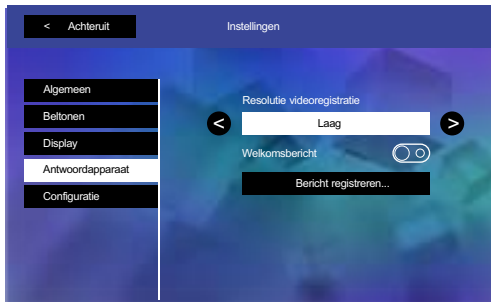 < Achteruit
Instellingen
Algemeen
Beltonen
Display
Antwoordapparaat
Configuratie
Resolutie videoregistratie
< Laag >
Welkomsbericht
Bericht registreren...